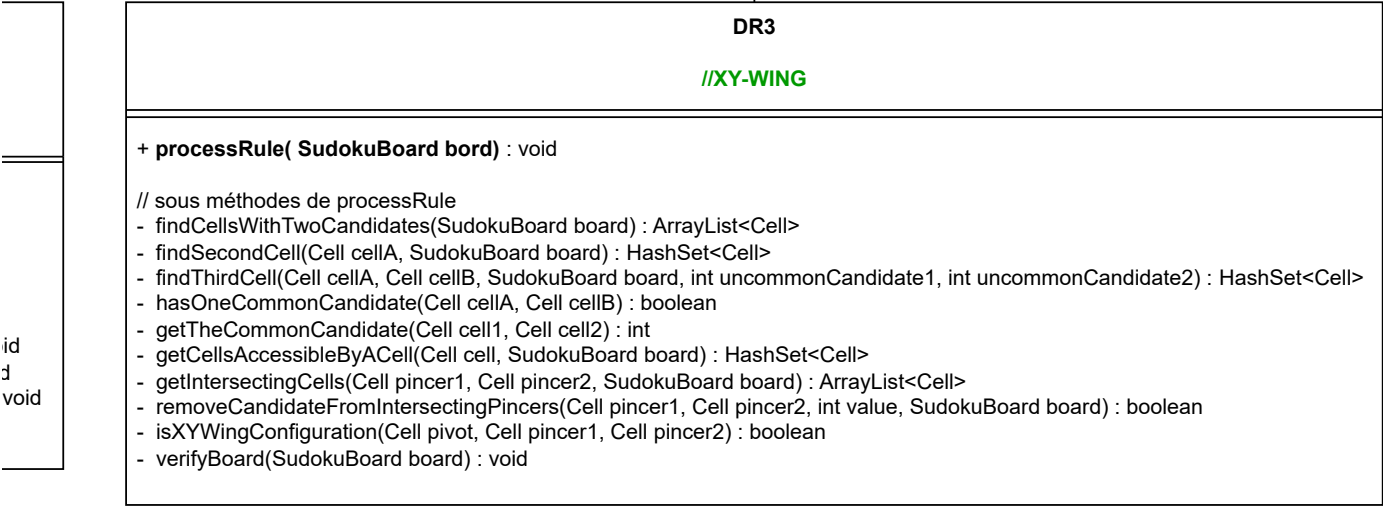 DR3
//XY-WING
+ processRule( SudokuBoard bord) : void
// sous méthodes de processRule
- findCellsWithTwoCandidates(SudokuBoard board) : ArrayList<Cell>
- findSecondCell(Cell cellA, SudokuBoard board) : HashSet<Cell>
- findThirdCell(Cell cellA, Cell cellB, SudokuBoard board, int uncommonCandidate1, int uncommonCandidate2) : HashSet<Cell>
- hasOneCommonCandidate(Cell cellA, Cell cellB) : boolean
- getTheCommonCandidate(Cell cell1, Cell cell2) : int
- getCellsAccessibleByACell(Cell cell, SudokuBoard board) : HashSet<Cell>
- getIntersectingCells(Cell pincer1, Cell pincer2, SudokuBoard board) : ArrayList<Cell>
- removeCandidateFromIntersectingPincers(Cell pincer1, Cell pincer2, int value, SudokuBoard board) : boolean
- isXYWingConfiguration(Cell pivot, Cell pincer1, Cell pincer2) : boolean
- verifyBoard(SudokuBoard board) : void
void